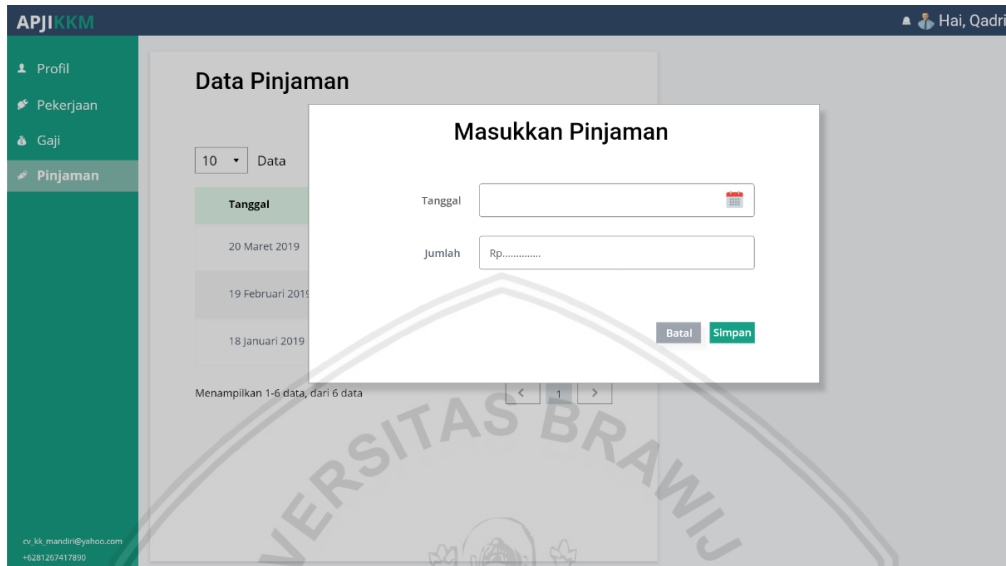 APJIKKM
Hai, Qadri
Profil
Pekerjaan
Gaji
Pinjaman
cv_kk_mandiri@yahoo.com
+6281267417890
Data Pinjaman
10 Data
Tanggal
20 Maret 2019
19 Februari 2019
18 Januari 2019
Menampilkan 1-6 data, dari 6 data
< 1 >
Masukkan Pinjaman
Tanggal
Jumlah Rp..............
Batal Simpan
VERSITAS BRAWIJ